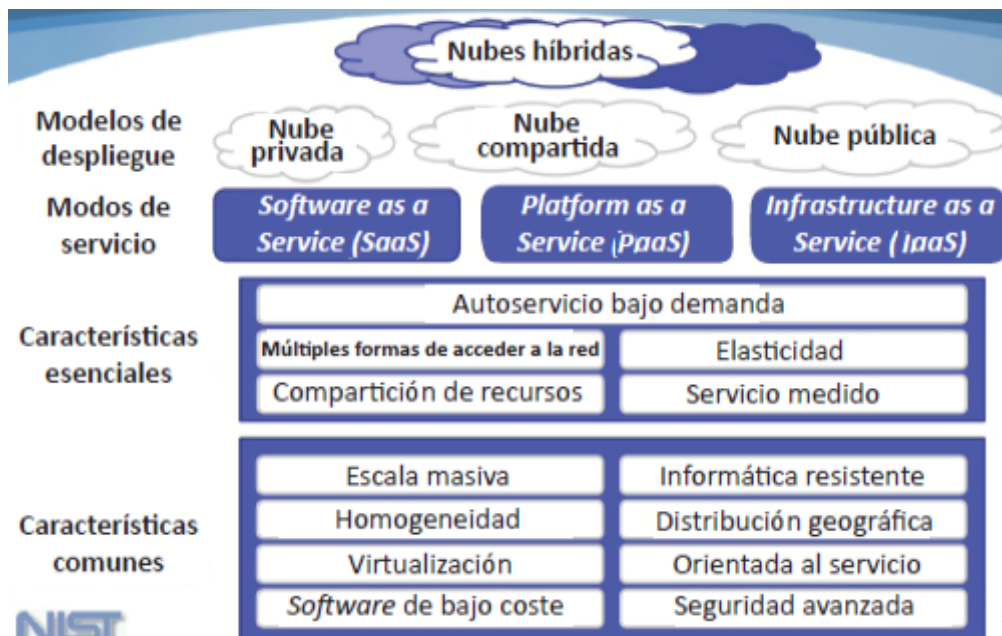 Nubes híbridas
Modelos de
despliegue
Nube
privada
Nube
compartida
Nube pública
Modos de
servicio
Software as a
Service (SaaS)
Platform as a
Service (PaaS)
Infrastructure as a
Service ( IaaS)
Características
esenciales
Autoservicio bajo demanda
Múltiples formas de acceder a la red
Elasticidad
Compartición de recursos
Servicio medido
Características
comunes
Escala masiva
Informática resistente
Homogeneidad
Distribución geográfica
Virtualización
Orientada al servicio
Software de bajo coste
Seguridad avanzada
NIST